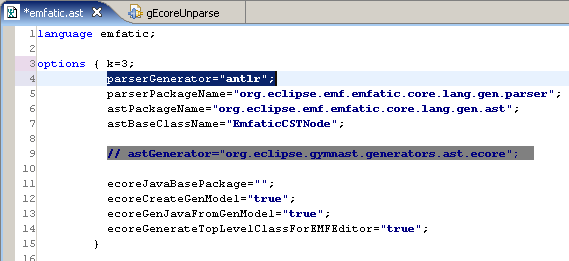 *emfatic.ast gEcoreUnparse
1 language emfatic;
2
3 options { k=3;
4 parserGenerator="antlr";
5 parserPackageName="org.eclipse.emf.emfatic.core.lang.gen.parser";
6 astPackageName="org.eclipse.emf.emfatic.core.lang.gen.ast";
7 astBaseClassName="EmfaticCSTNode";
8
9 // astGenerator="org.eclipse.gymnast.generators.ast.ecore";
10
11 ecoreJavaBasePackage="";
12 ecoreCreateGenModel="true";
13 ecoreGenJavaFromGenModel="true";
14 ecoreGenerateTopLevelClassForEMFEditor="true";
15 }
16